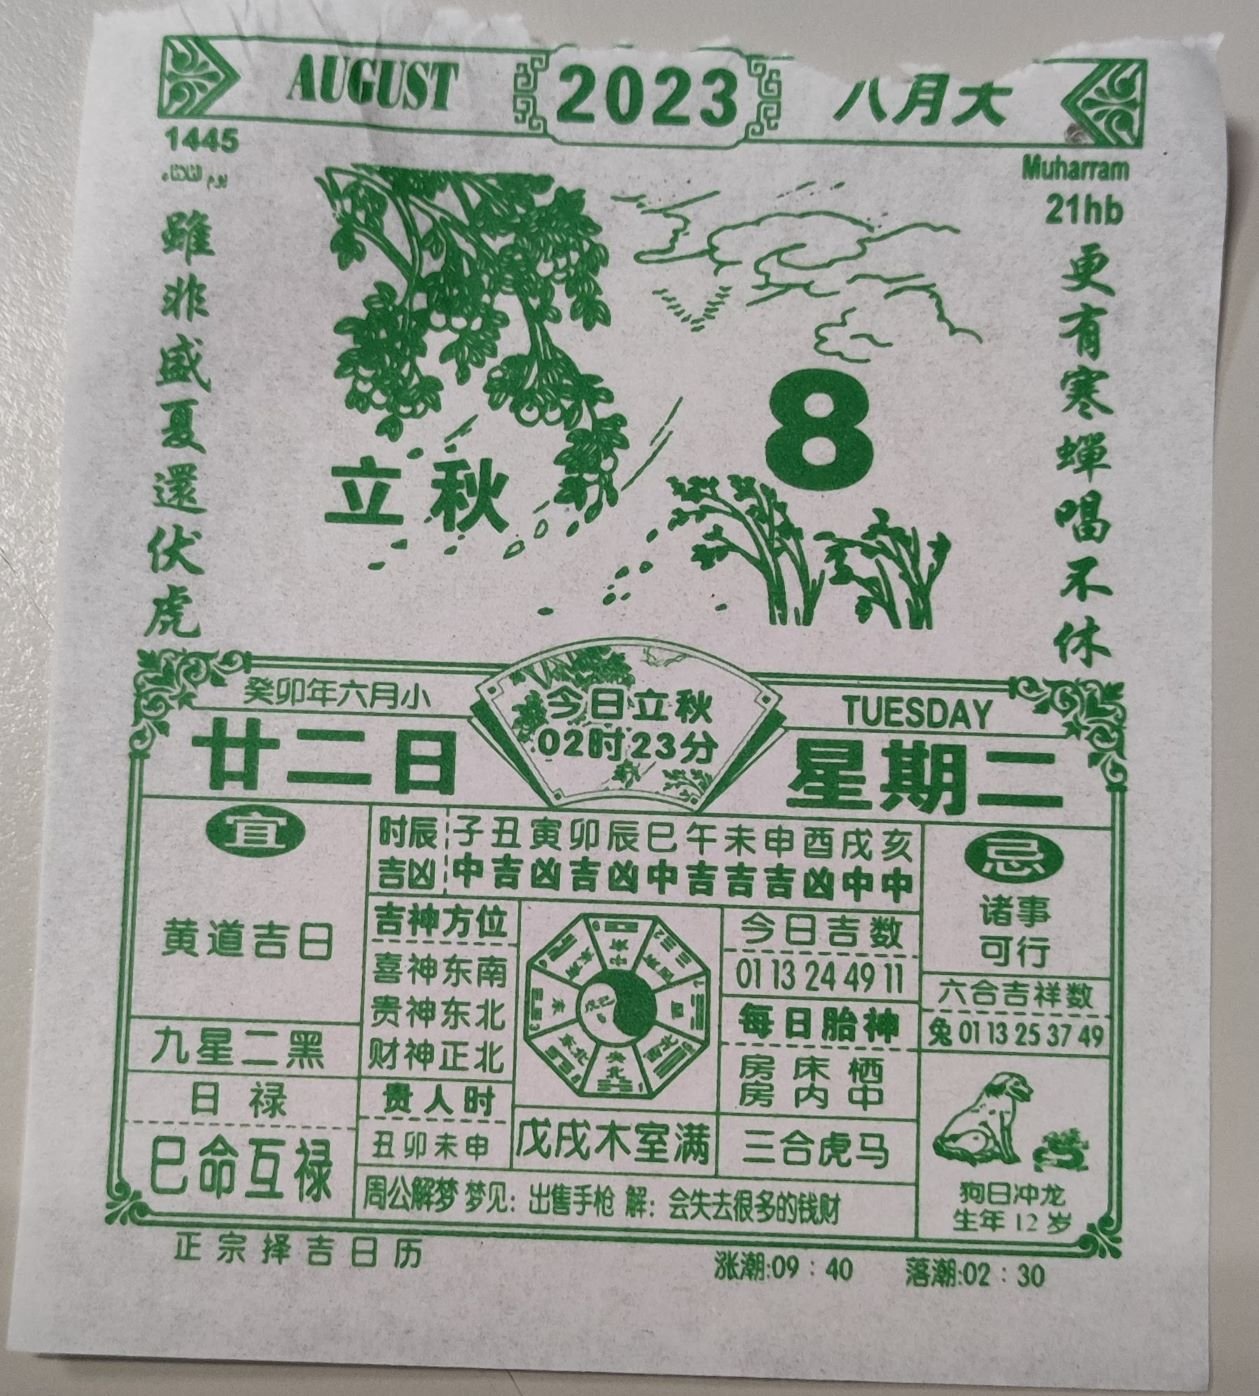 AUGUST 2023 八月大
1445
Muharram
21hb
雖非盛夏還伏虎
更有寒蟬唱不休
8
立秋
癸卯年六月小
今日立秋
02时23分
TUESDAY
廿二日
星期二
宜
黄道吉日
九星二黑
日禄
巳命互禄
时辰 子丑寅卯辰巳午未申酉戌亥
吉凶 中吉凶吉凶中吉吉吉凶中中
吉神方位
喜神东南
贵神东北
财神正北
贵人时
丑卯未申
戊戌木室满
今日吉数
01 13 24 49 11
每日胎神
房床栖
房内中
三合虎马
忌
诸事
可行
六合吉祥数
兔 01 13 25 37 49
狗日冲龙
生年12岁
周公解梦 梦见: 出售手枪 解: 会失去很多的钱财
正宗择吉日历
涨潮:09:40 落潮:02:30